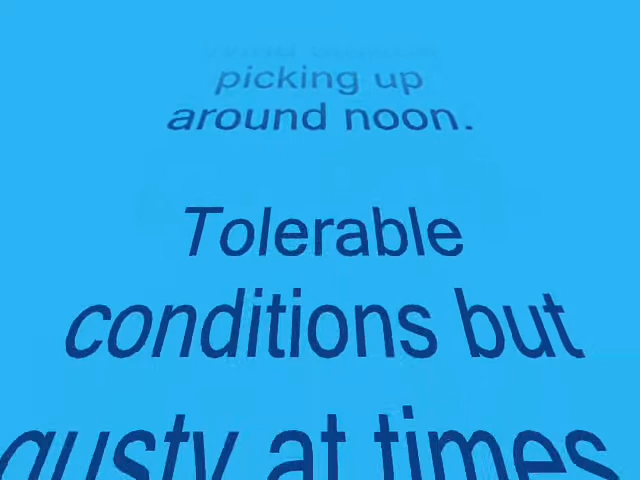 picking up
around noon.
Tolerable
conditions but
gusty at times